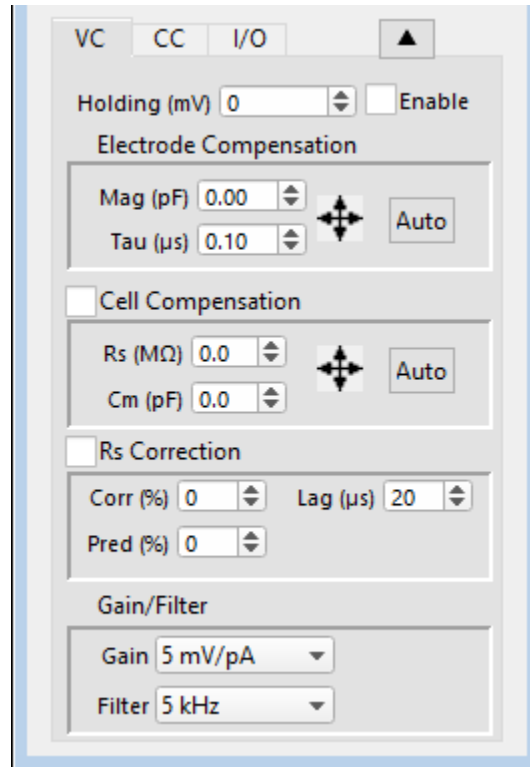 VC CC I/O
Holding (mV) 0 Enable
Electrode Compensation
Mag (pF) 0.00
Auto
Tau (µs) 0.10
Cell Compensation
Rs (MΩ) 0.0
Auto
Cm (pF) 0.0
Rs Correction
Corr (%) 0 Lag (µs) 20
Pred (%) 0
Gain/Filter
Gain 5 mV/pA
Filter 5 kHz